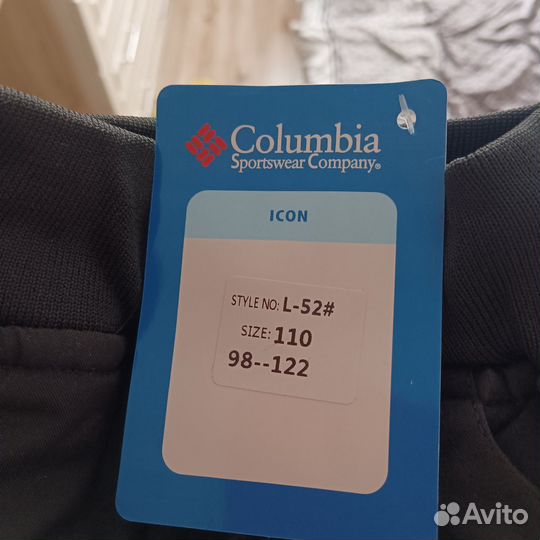 Columbia
Sportswear Company®
ICON
STYLE NO: L-52#
SIZE: 110
98--122
Avito